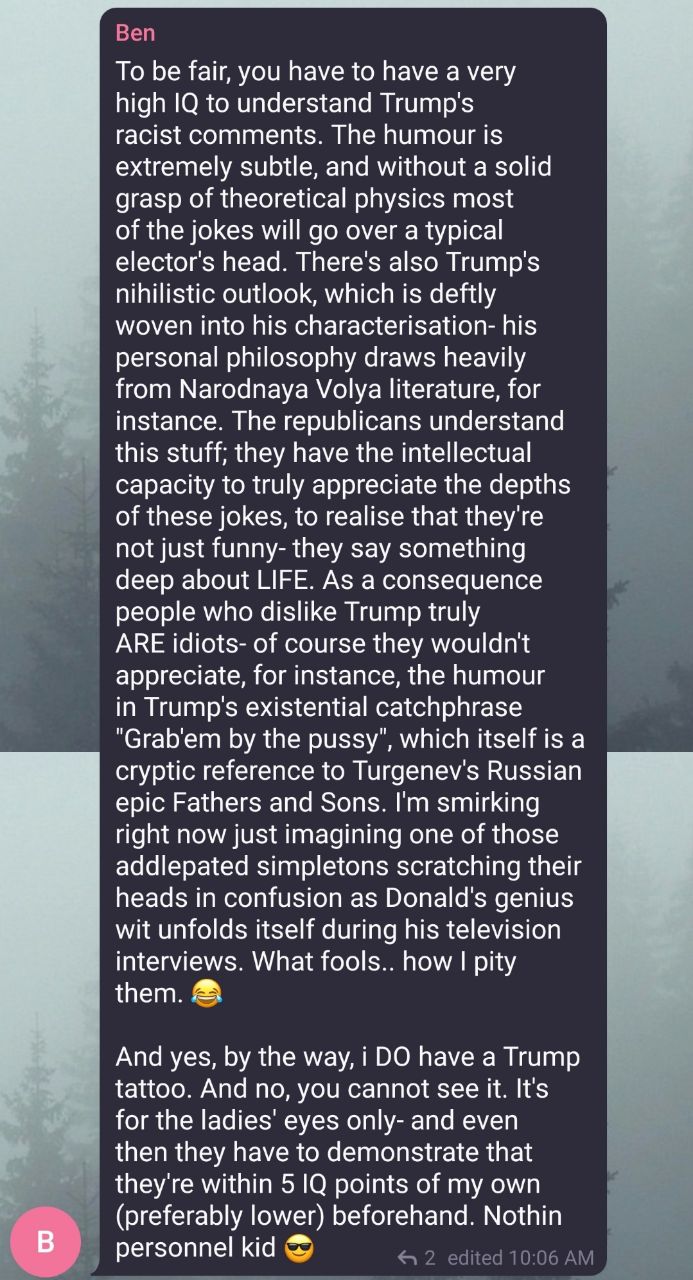 Ben
To be fair, you have to have a very
high IQ to understand Trump's
racist comments. The humour is
extremely subtle, and without a solid
grasp of theoretical physics most
of the jokes will go over a typical
elector's head. There's also Trump's
nihilistic outlook, which is deftly
woven into his characterisation- his
personal philosophy draws heavily
from Narodnaya Volya literature, for
instance. The republicans understand
this stuff; they have the intellectual
capacity to truly appreciate the depths
of these jokes, to realise that they're
not just funny- they say something
deep about LIFE. As a consequence
people who dislike Trump truly
ARE idiots- of course they wouldn't
appreciate, for instance, the humour
in Trump's existential catchphrase
"Grab'em by the pussy", which itself is a
cryptic reference to Turgenev's Russian
epic Fathers and Sons. I'm smirking
right now just imagining one of those
addlepated simpletons scratching their
heads in confusion as Donald's genius
wit unfolds itself during his television
interviews. What fools.. how I pity
them. 😂
And yes, by the way, i DO have a Trump
tattoo. And no, you cannot see it. It's
for the ladies' eyes only- and even
then they have to demonstrate that
they're within 5 IQ points of my own
(preferably lower) beforehand. Nothin
personnel kid 😎
2 edited 10:06 AM
B